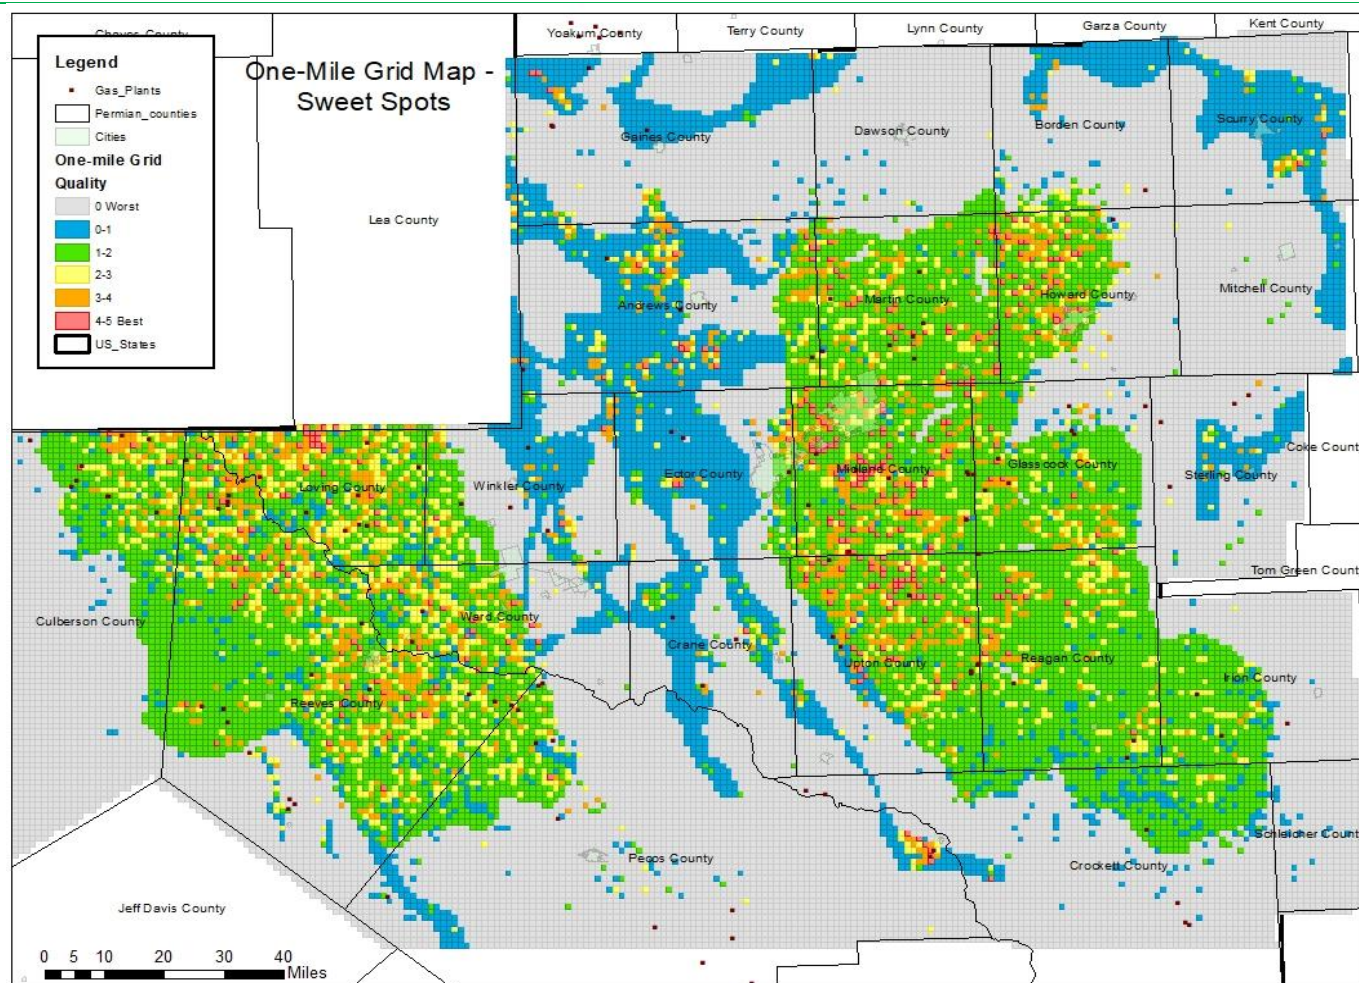 Chaves County
Yoakum County
Terry County
Lynn County
Garza County
Kent County
Legend
Gas_Plants
Permian_counties
Cities
One-mile Grid
Quality
0 Worst
0-1
1-2
2-3
3-4
4-5 Best
US_States
One-Mile Grid Map -
Sweet Spots
Gaines County
Dawson County
Borden County
Scurry County
Lea County
Andrews County
Martin County
Howard County
Mitchell County
Loving County
Winkler County
Ector County
Midland County
Glasscock County
Sterling County
Coke County
Tom Green Count
Culberson County
Ward County
Crane County
Upton County
Reagan County
Irion County
Reeves County
Pecos County
Crockett County
Schleicher Count
Jeff Davis County
0 5 10 20 30 40
Miles